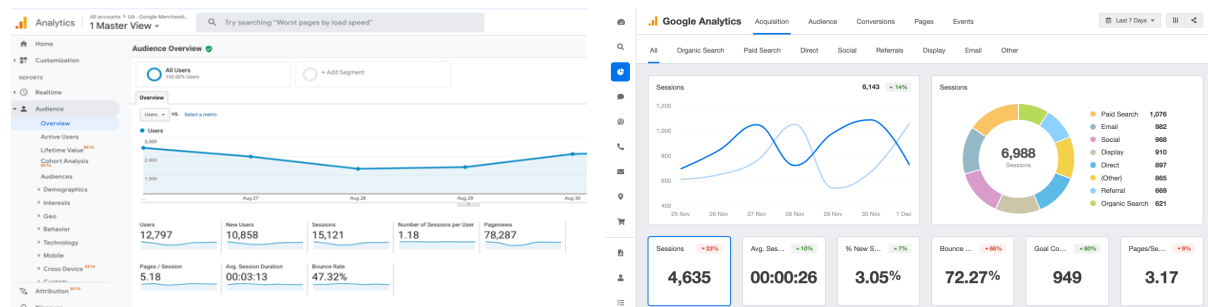 Analytics
All accounts > UA - Google Merchandi...
1 Master View
Try searching "Worst pages by load speed"
Home
Customization
REPORTS
Realtime
Audience
Overview
Active Users
Lifetime Value BETA
Cohort Analysis
BETA
Audiences
Demographics
Interests
Geo
Behavior
Technology
Mobile
Cross Device BETA
Custom
Attribution BETA
Audience Overview
All Users
100.00% Users
+ Add Segment
Overview
Users VS. Select a metric
Users
3,000
2,000
1,000
...
Aug 27
Aug 28
Aug 29
Aug 30
Users
12,797
New Users
10,858
Sessions
15,121
Number of Sessions per User
1.18
Pageviews
78,287
Pages / Session
5.18
Avg. Session Duration
00:03:13
Bounce Rate
47.32%
Google Analytics
Acquisition
Audience
Conversions
Pages
Events
Last 7 Days
All
Organic Search
Paid Search
Direct
Social
Referrals
Display
Email
Other
Sessions
6,143
14%
1,200
1,000
800
600
400
25 Nov
26 Nov
27 Nov
28 Nov
29 Nov
30 Nov
1 Dec
Sessions
6,988
Sessions
Paid Search 1,076
Email 982
Social 968
Display 910
Direct 897
(Other) 865
Referral 669
Organic Search 621
Sessions
23%
4,635
Avg. Ses...
10%
00:00:26
% New S...
7%
3.05%
Bounce ...
68%
72.27%
Goal Co...
80%
949
Pages/Se...
9%
3.17